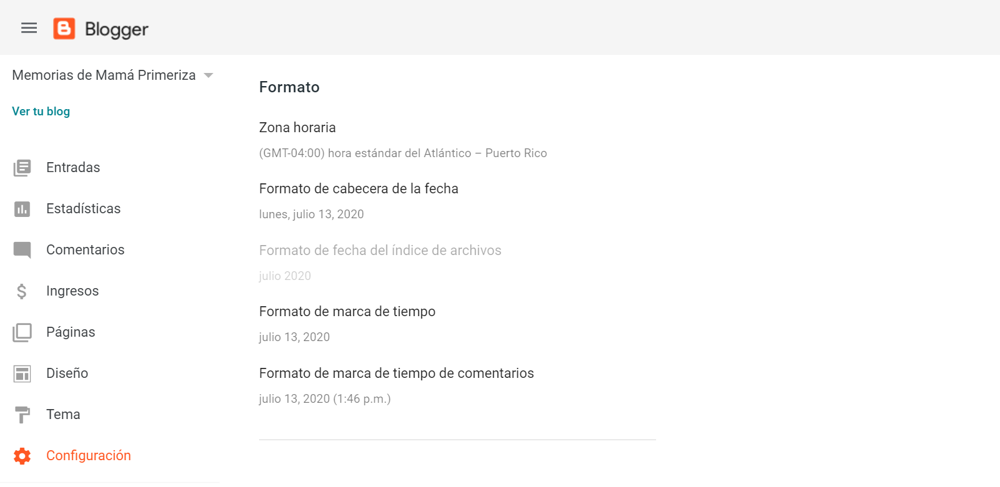 Blogger
Memorias de Mamá Primeriza
Ver tu blog
Entradas
Estadísticas
Comentarios
Ingresos
Páginas
Diseño
Tema
Configuración
Formato
Zona horaria
(GMT-04:00) hora estándar del Atlántico – Puerto Rico
Formato de cabecera de la fecha
lunes, julio 13, 2020
Formato de fecha del índice de archivos
julio 2020
Formato de marca de tiempo
julio 13, 2020
Formato de marca de tiempo de comentarios
julio 13, 2020 (1:46 p.m.)